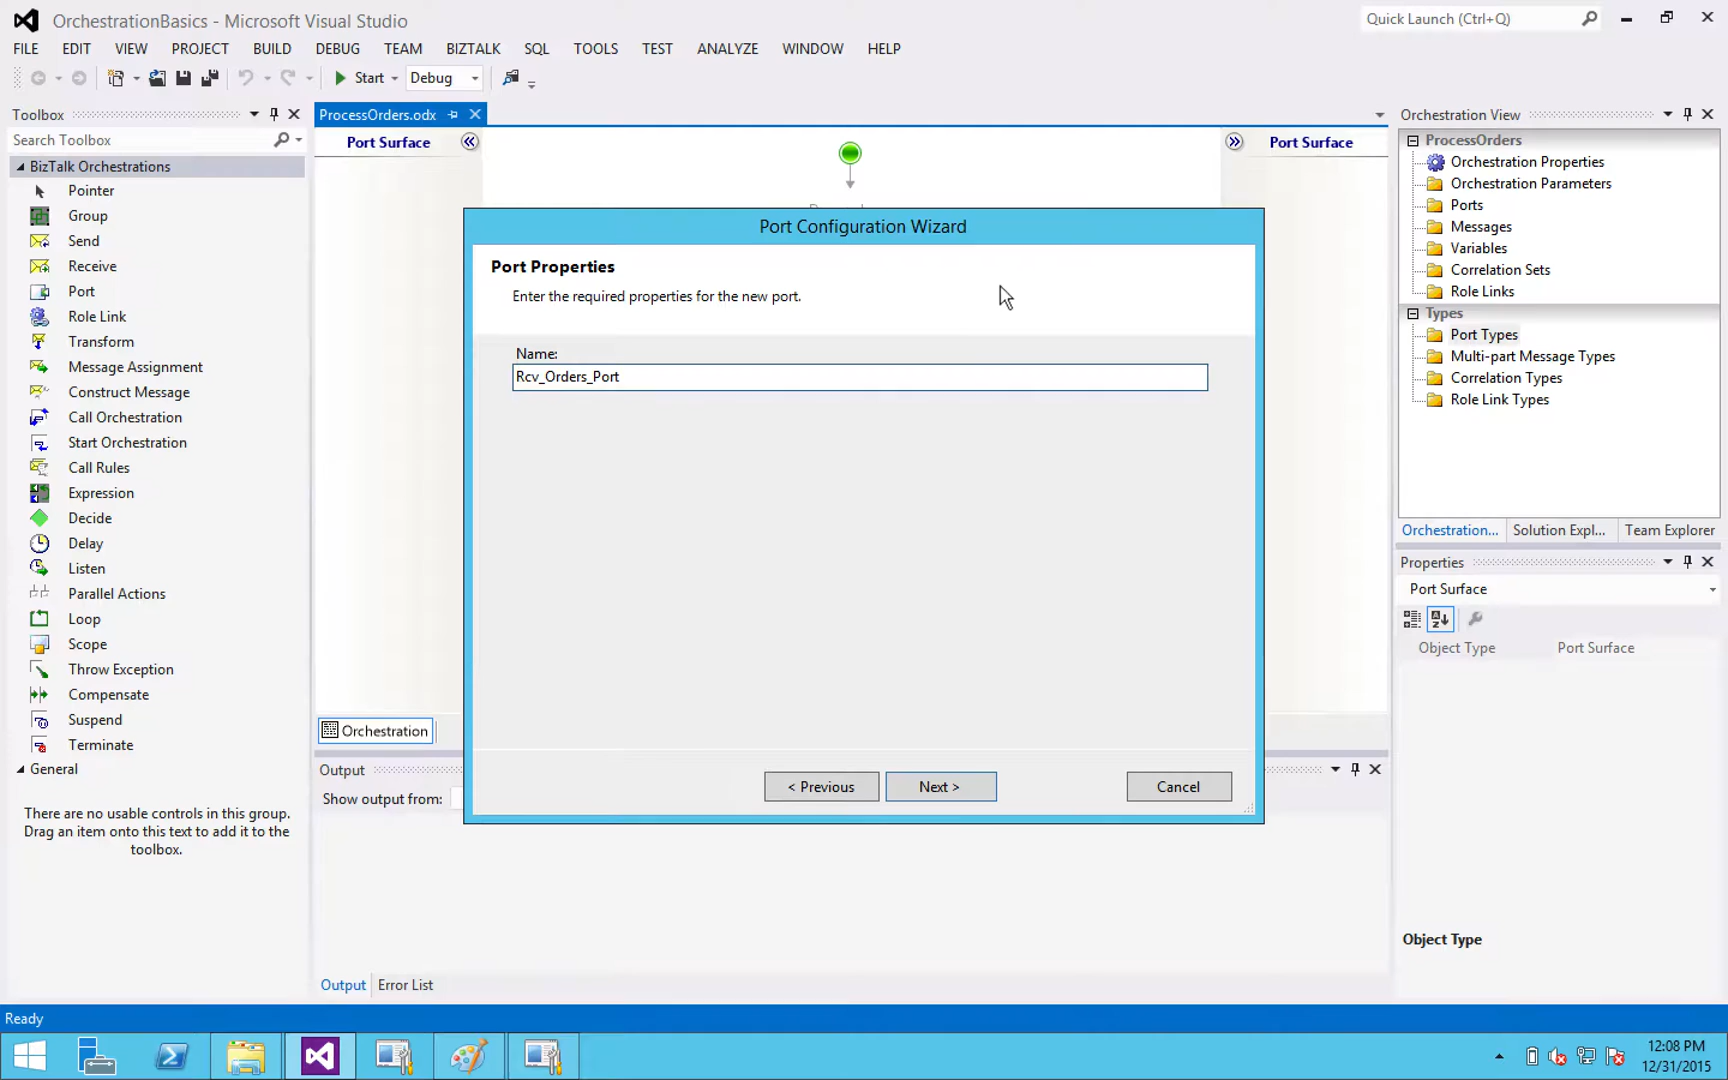 OrchestrationBasics - Microsoft Visual Studio
Quick Launch (Ctrl+Q)
FILE EDIT VIEW PROJECT BUILD DEBUG TEAM BIZTALK SQL TOOLS TEST ANALYZE WINDOW HELP
Start Debug
Toolbox
Search Toolbox
BizTalk Orchestrations
Pointer
Group
Send
Receive
Port
Role Link
Transform
Message Assignment
Construct Message
Call Orchestration
Start Orchestration
Call Rules
Expression
Decide
Delay
Listen
Parallel Actions
Loop
Scope
Throw Exception
Compensate
Suspend
Terminate
General
There are no usable controls in this group.
Drag an item onto this text to add it to the
toolbox.
ProcessOrders.odx
Port Surface
Port Surface
Port Configuration Wizard
Port Properties
Enter the required properties for the new port.
Name:
Rcv_Orders_Port
< Previous
Next >
Cancel
Orchestration
Output
Show output from:
Output Error List
Orchestration View
ProcessOrders
Orchestration Properties
Orchestration Parameters
Ports
Messages
Variables
Correlation Sets
Role Links
Types
Port Types
Multi-part Message Types
Correlation Types
Role Link Types
Orchestration... Solution Expl... Team Explorer
Properties
Port Surface
Object Type Port Surface
Object Type
Ready
12:08 PM
12/31/2015